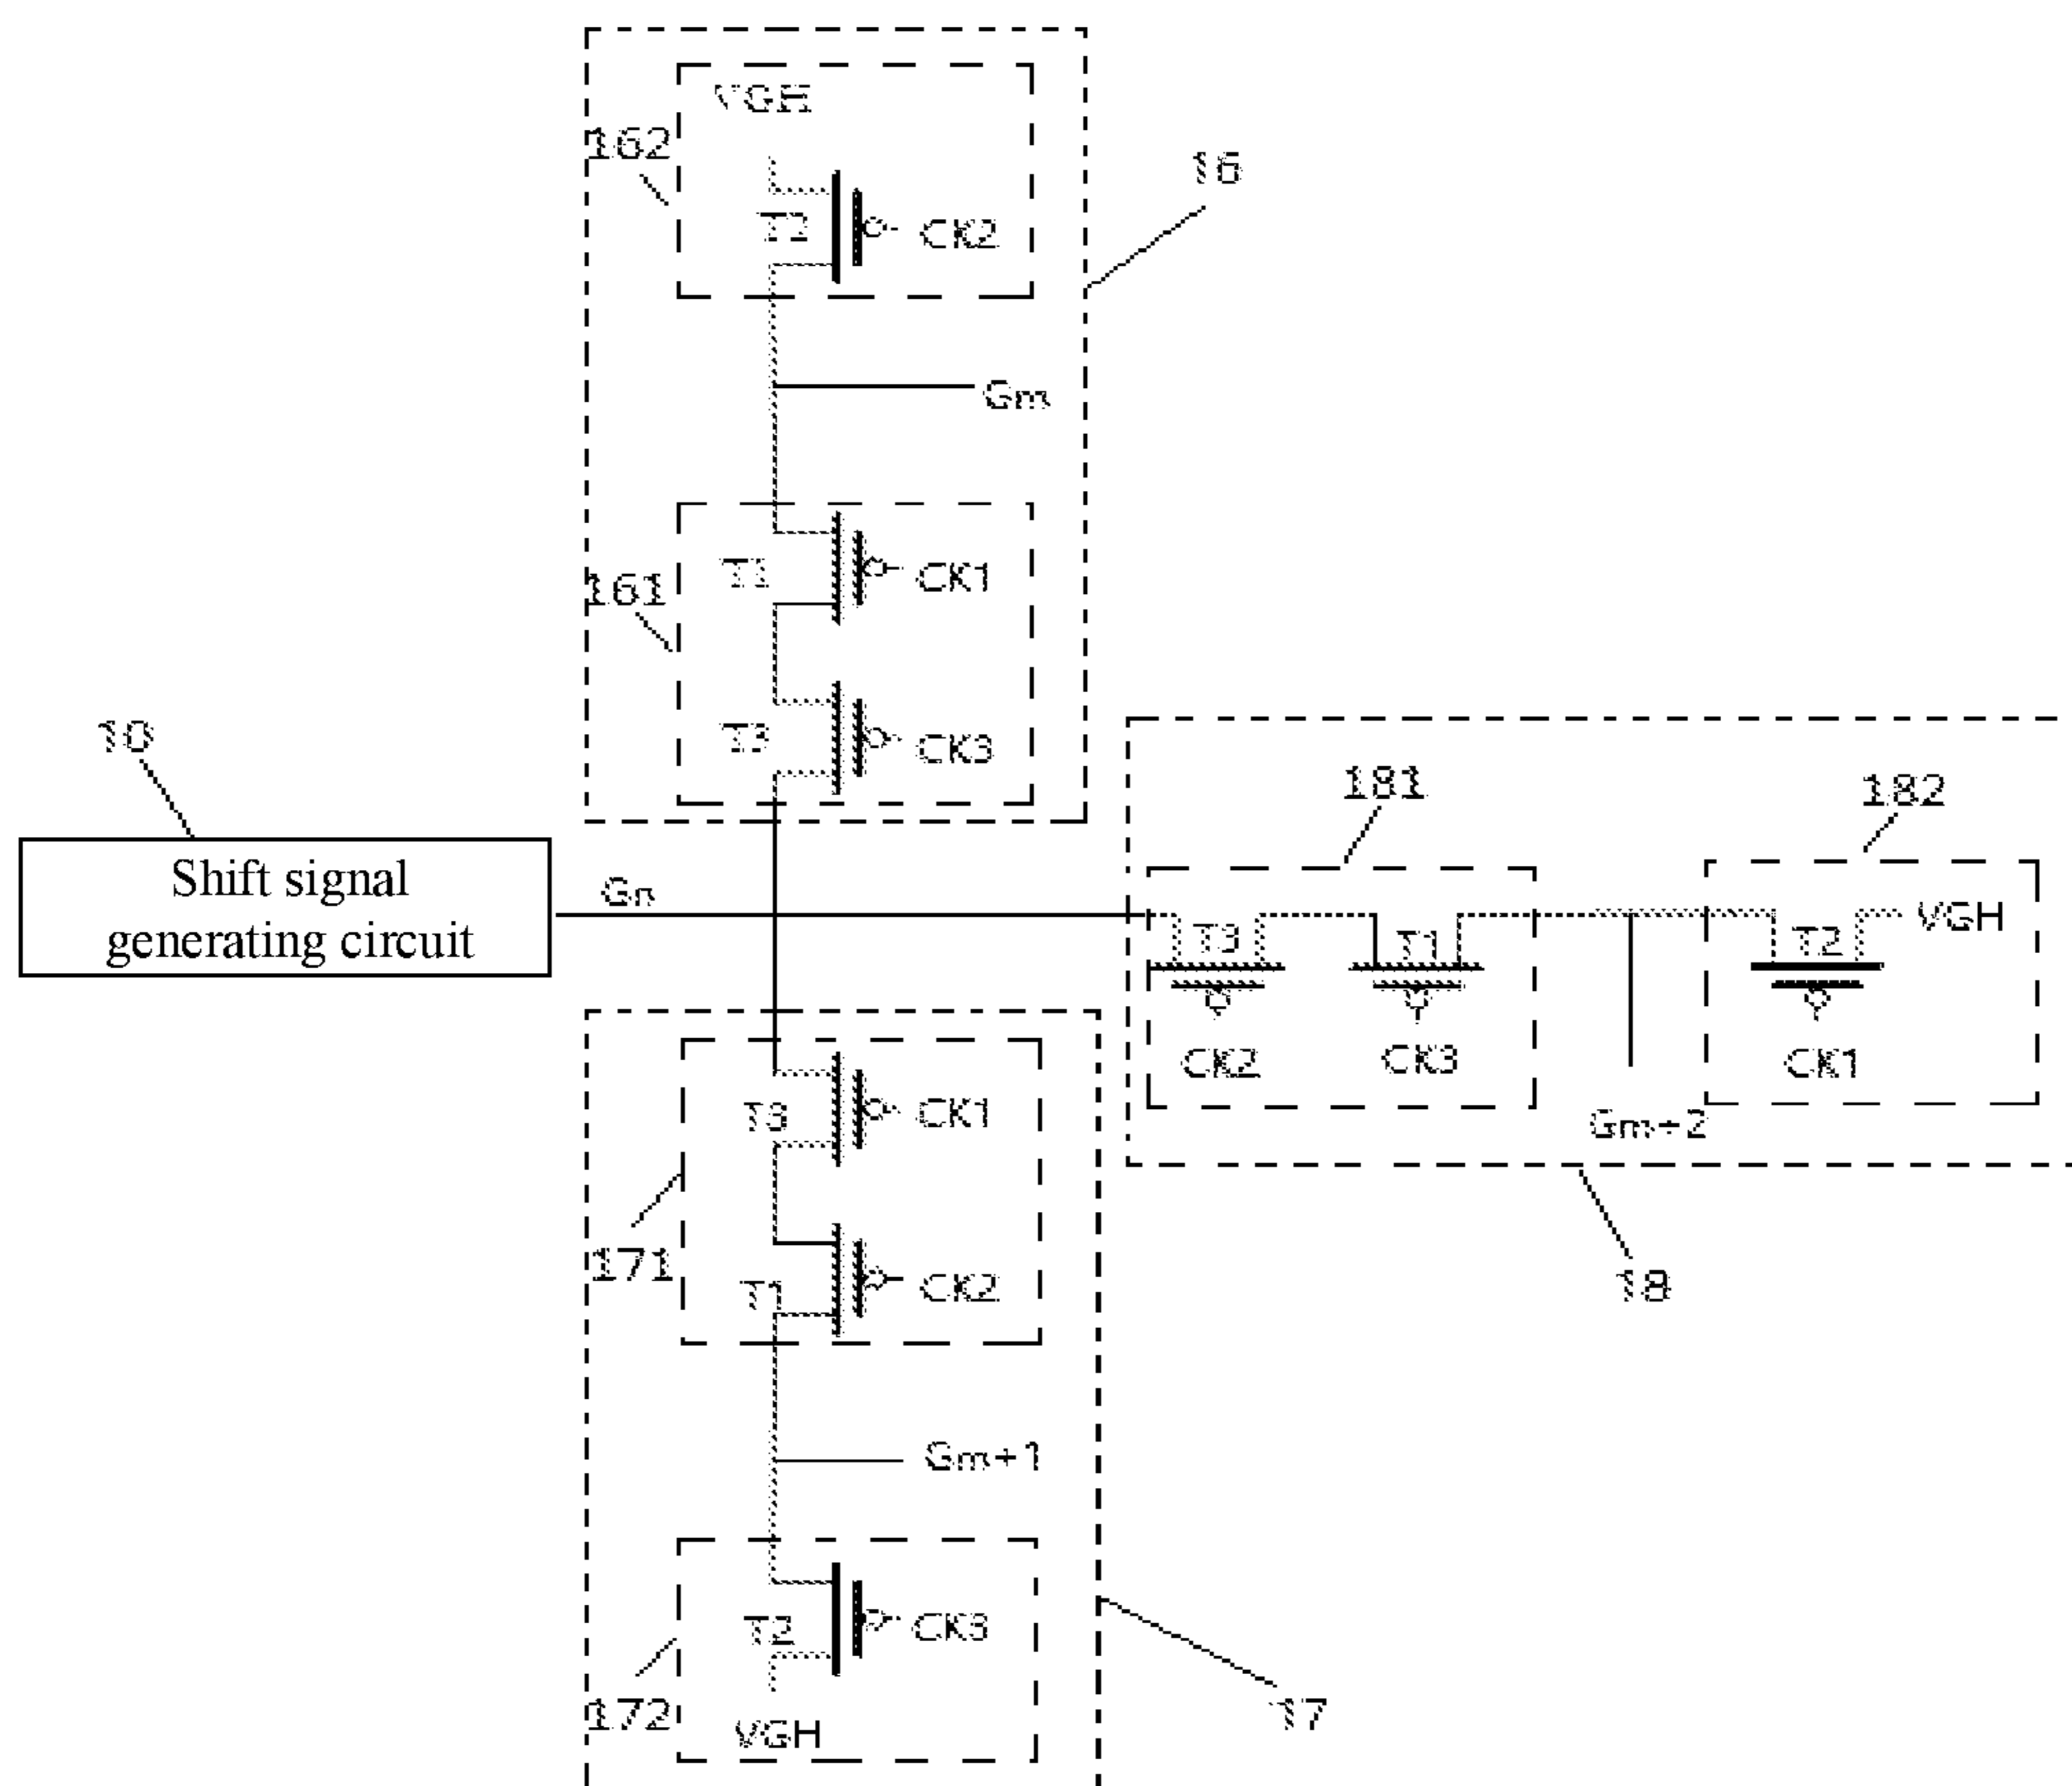 VGH
162
16
T2
CK2
Gm
T1
CK1
161
T3
CK3
10
181
182
Shift signal
generating circuit
Gn
T3
T1
T2
VGH
CK2
CK3
CK1
Gm+2
T3
CK1
171
T1
CK2
18
Gm+1
T2
CK3
172
VGH
17